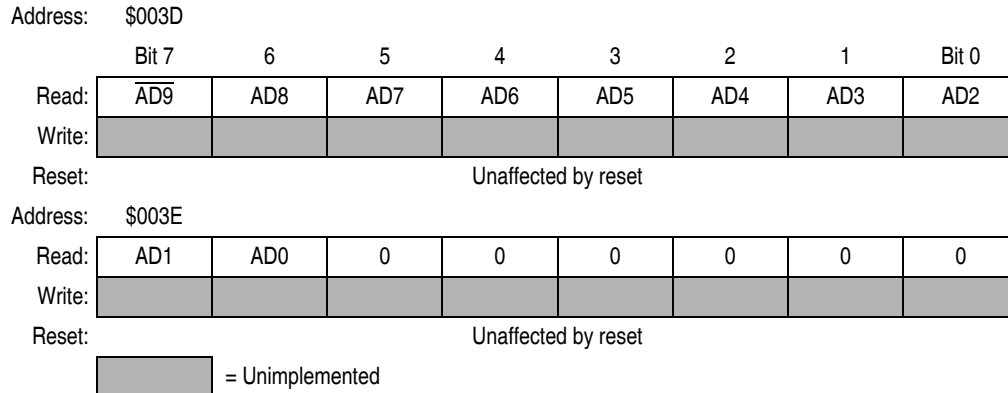 Address: $003D
Bit 7 6 5 4 3 2 1 Bit 0
Read: A̅D̅9̅ AD8 AD7 AD6 AD5 AD4 AD3 AD2
Write:
Reset: Unaffected by reset
Address: $003E
Read: AD1 AD0 0 0 0 0 0 0
Write:
Reset: Unaffected by reset
= Unimplemented